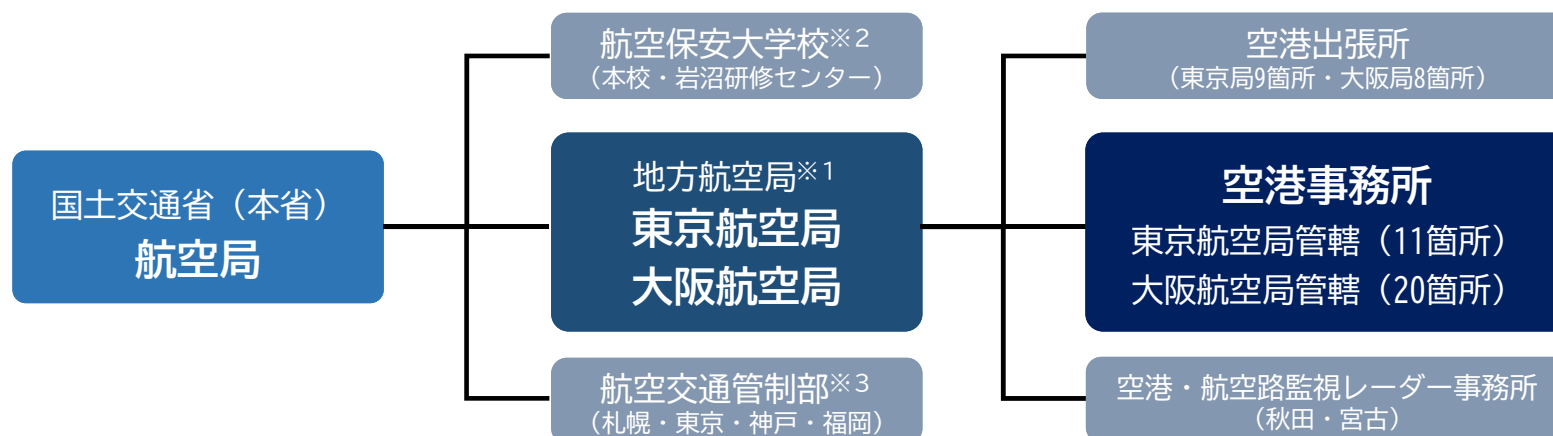 国土交通省（本省）
航空局
航空保安大学校※2
（本校・岩沼研修センター）
地方航空局※1
東京航空局
大阪航空局
航空交通管制部※3
（札幌・東京・神戸・福岡）
空港出張所
（東京局9箇所・大阪局8箇所）
空港事務所
東京航空局管轄（11箇所）
大阪航空局管轄（20箇所）
空港・航空路監視レーダー事務所
（秋田・宮古）